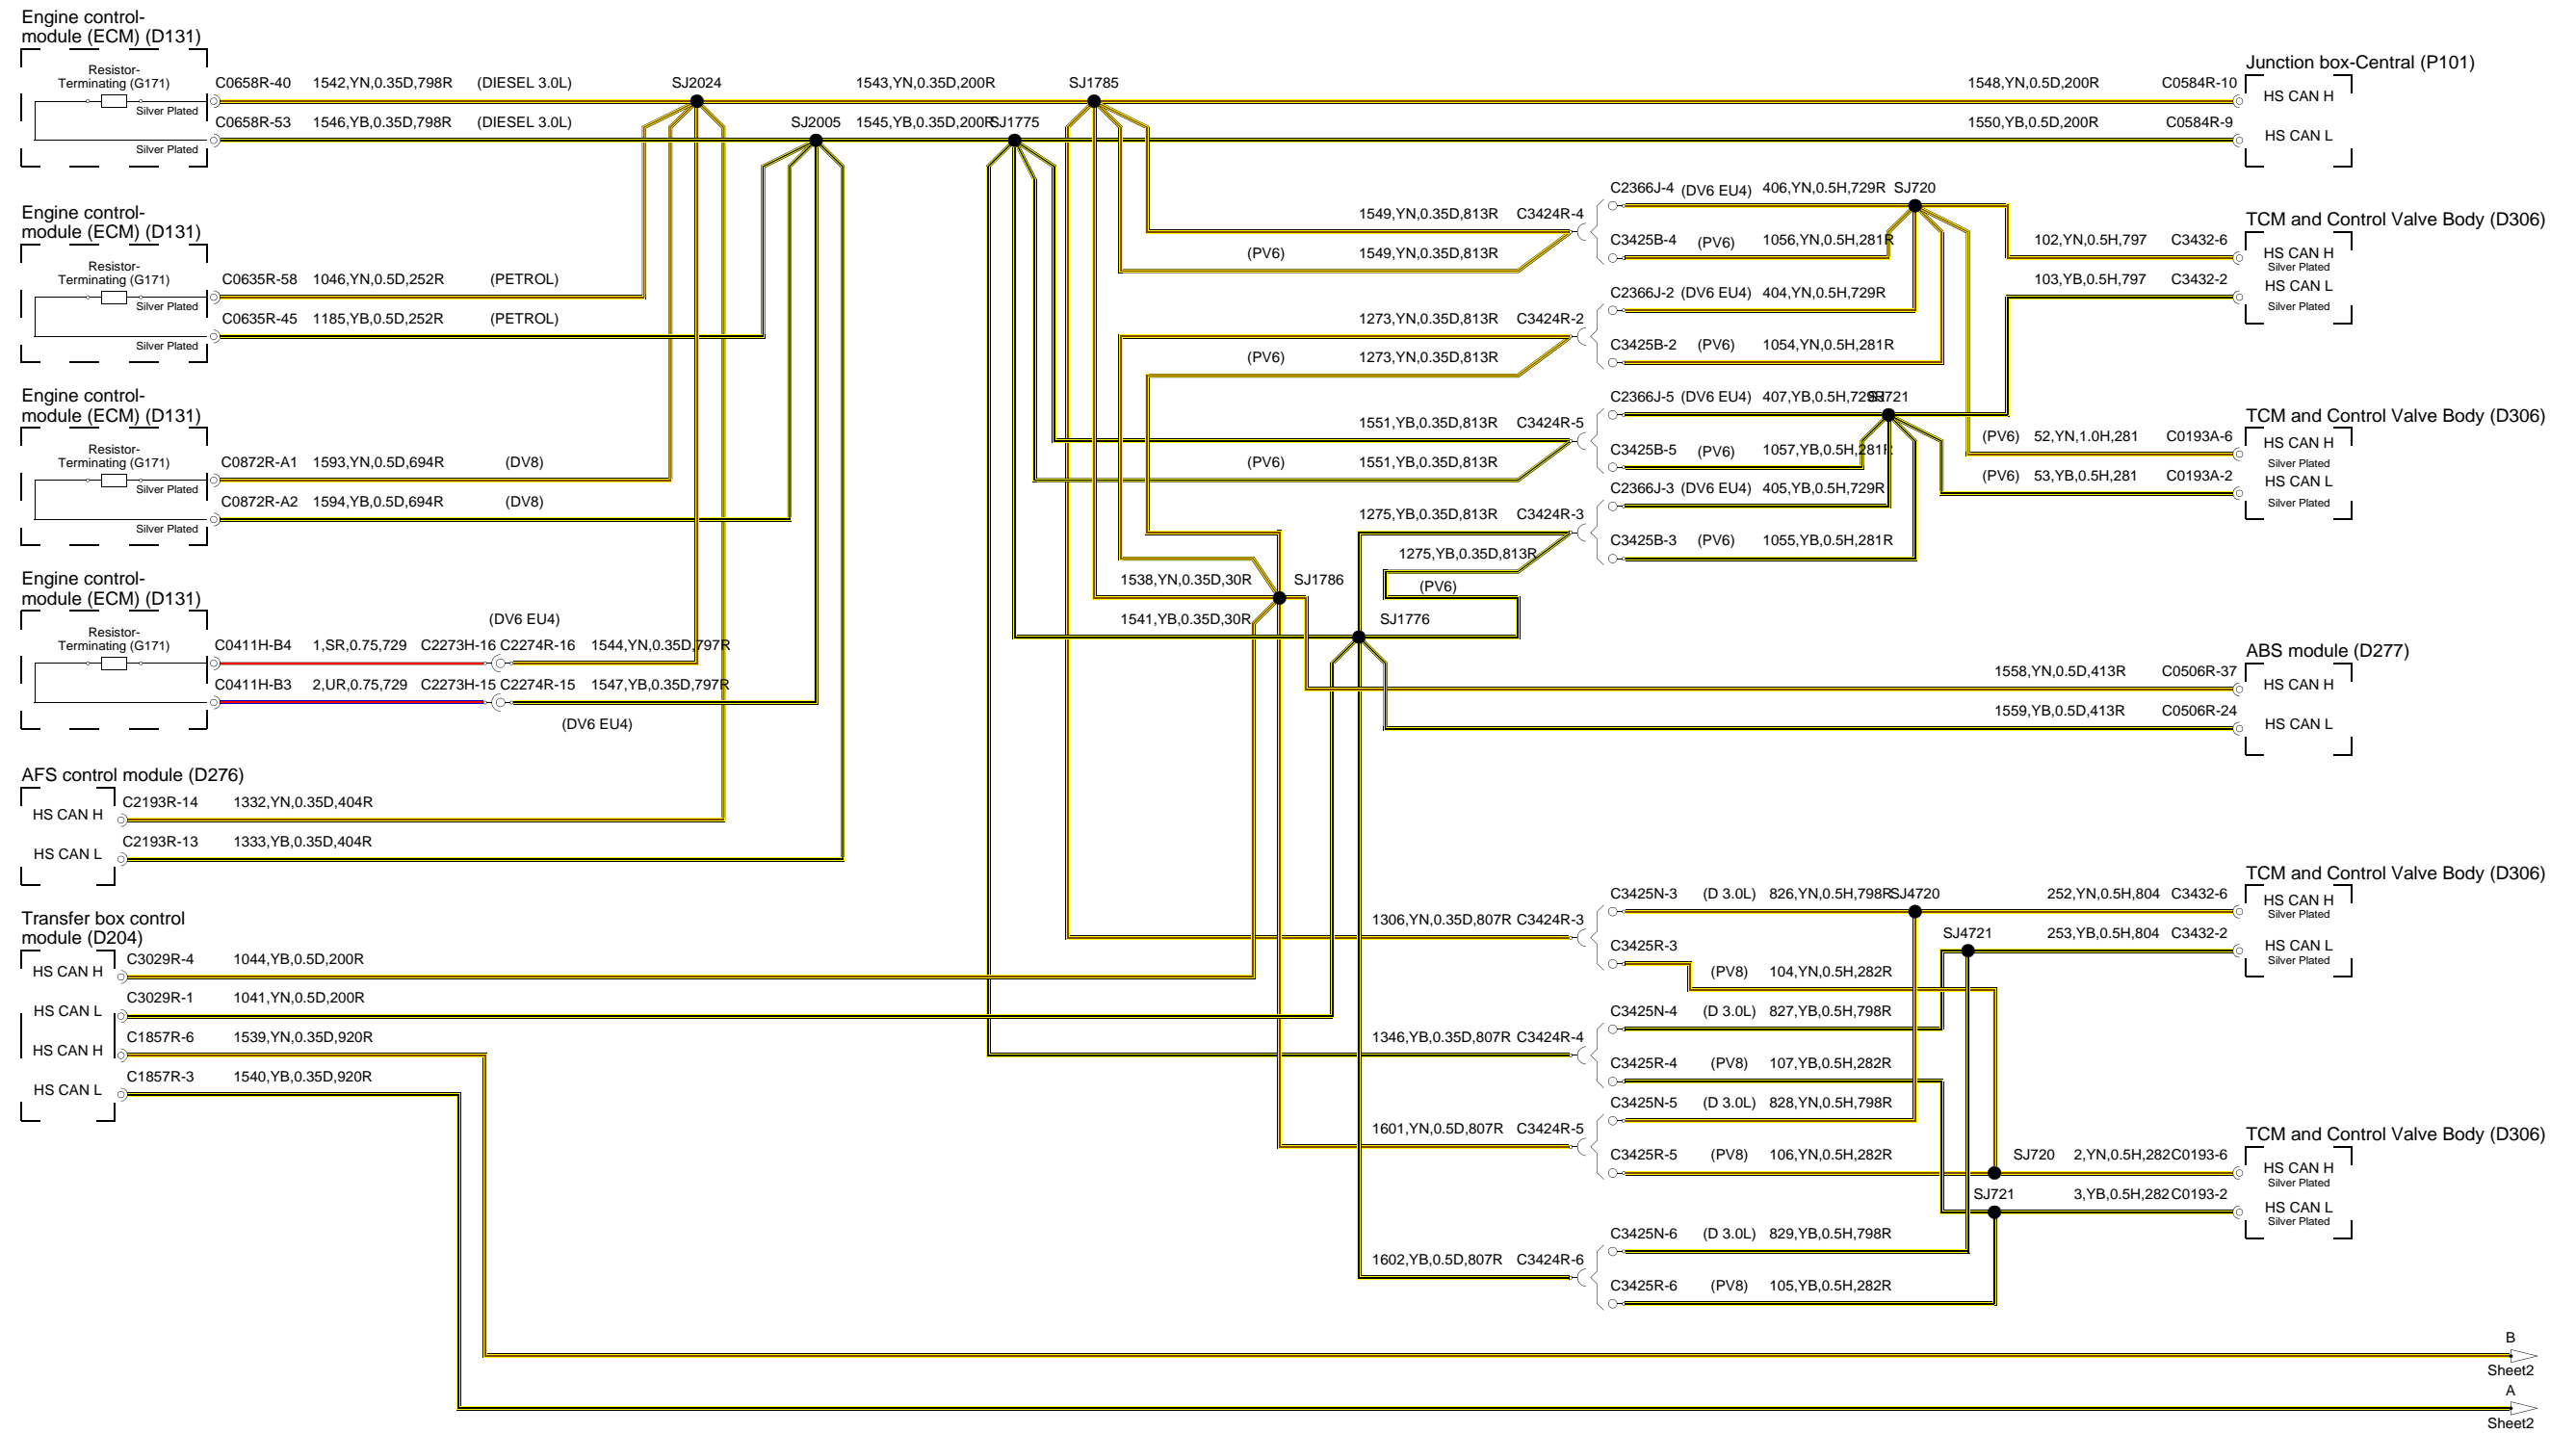 Engine control-
module (ECM) (D131)
Resistor-
Terminating (G171)
Silver Plated
Silver Plated
C0658R-40 1542,YN,0.35D,798R (DIESEL 3.0L)
C0658R-53 1546,YB,0.35D,798R (DIESEL 3.0L)
SJ2024
SJ2005
1543,YN,0.35D,200R
1545,YB,0.35D,200R
SJ1785
SJ1775
1548,YN,0.5D,200R C0584R-10
1550,YB,0.5D,200R C0584R-9
Junction box-Central (P101)
HS CAN H
HS CAN L
Engine control-
module (ECM) (D131)
Resistor-
Terminating (G171)
Silver Plated
Silver Plated
C0635R-58 1046,YN,0.5D,252R (PETROL)
C0635R-45 1185,YB,0.5D,252R (PETROL)
Engine control-
module (ECM) (D131)
Resistor-
Terminating (G171)
Silver Plated
Silver Plated
C0872R-A1 1593,YN,0.5D,694R (DV8)
C0872R-A2 1594,YB,0.5D,694R (DV8)
Engine control-
module (ECM) (D131)
Resistor-
Terminating (G171)
(DV6 EU4)
C0411H-B4 1,SR,0.75,729 C2273H-16 C2274R-16 1544,YN,0.35D,797R
C0411H-B3 2,UR,0.75,729 C2273H-15 C2274R-15 1547,YB,0.35D,797R
(DV6 EU4)
AFS control module (D276)
HS CAN H C2193R-14 1332,YN,0.35D,404R
HS CAN L C2193R-13 1333,YB,0.35D,404R
Transfer box control
module (D204)
HS CAN H C3029R-4 1044,YB,0.5D,200R
HS CAN L C3029R-1 1041,YN,0.5D,200R
HS CAN H C1857R-6 1539,YN,0.35D,920R
HS CAN L C1857R-3 1540,YB,0.35D,920R
1549,YN,0.35D,813R C3424R-4
(PV6) 1549,YN,0.35D,813R
C2366J-4 (DV6 EU4) 406,YN,0.5H,729R SJ720
C3425B-4 (PV6) 1056,YN,0.5H,281R
1273,YN,0.35D,813R C3424R-2
(PV6) 1273,YN,0.35D,813R
C2366J-2 (DV6 EU4) 404,YN,0.5H,729R
C3425B-2 (PV6) 1054,YN,0.5H,281R
1551,YB,0.35D,813R C3424R-5
(PV6) 1551,YB,0.35D,813R
C2366J-5 (DV6 EU4) 407,YB,0.5H,729R SJ721
C3425B-5 (PV6) 1057,YB,0.5H,281R
1275,YB,0.35D,813R C3424R-3
1275,YB,0.35D,813R
(PV6)
C2366J-3 (DV6 EU4) 405,YB,0.5H,729R
C3425B-3 (PV6) 1055,YB,0.5H,281R
1538,YN,0.35D,30R SJ1786
1541,YB,0.35D,30R SJ1776
TCM and Control Valve Body (D306)
102,YN,0.5H,797 C3432-6 HS CAN H
Silver Plated
103,YB,0.5H,797 C3432-2 HS CAN L
Silver Plated
TCM and Control Valve Body (D306)
(PV6) 52,YN,1.0H,281 C0193A-6 HS CAN H
Silver Plated
(PV6) 53,YB,0.5H,281 C0193A-2 HS CAN L
Silver Plated
ABS module (D277)
1558,YN,0.5D,413R C0506R-37 HS CAN H
1559,YB,0.5D,413R C0506R-24 HS CAN L
1306,YN,0.35D,807R C3424R-3
C3425N-3 (D 3.0L) 826,YN,0.5H,798R SJ4720
C3425R-3
(PV8) 104,YN,0.5H,282R
SJ4721
TCM and Control Valve Body (D306)
252,YN,0.5H,804 C3432-6 HS CAN H
Silver Plated
253,YB,0.5H,804 C3432-2 HS CAN L
Silver Plated
1346,YB,0.35D,807R C3424R-4
C3425N-4 (D 3.0L) 827,YB,0.5H,798R
C3425R-4 (PV8) 107,YB,0.5H,282R
1601,YN,0.5D,807R C3424R-5
C3425N-5 (D 3.0L) 828,YN,0.5H,798R
C3425R-5 (PV8) 106,YN,0.5H,282R
TCM and Control Valve Body (D306)
SJ720 2,YN,0.5H,282 C0193-6 HS CAN H
Silver Plated
SJ721 3,YB,0.5H,282 C0193-2 HS CAN L
Silver Plated
1602,YB,0.5D,807R C3424R-6
C3425N-6 (D 3.0L) 829,YB,0.5H,798R
C3425R-6 (PV8) 105,YB,0.5H,282R
B
Sheet2
A
Sheet2